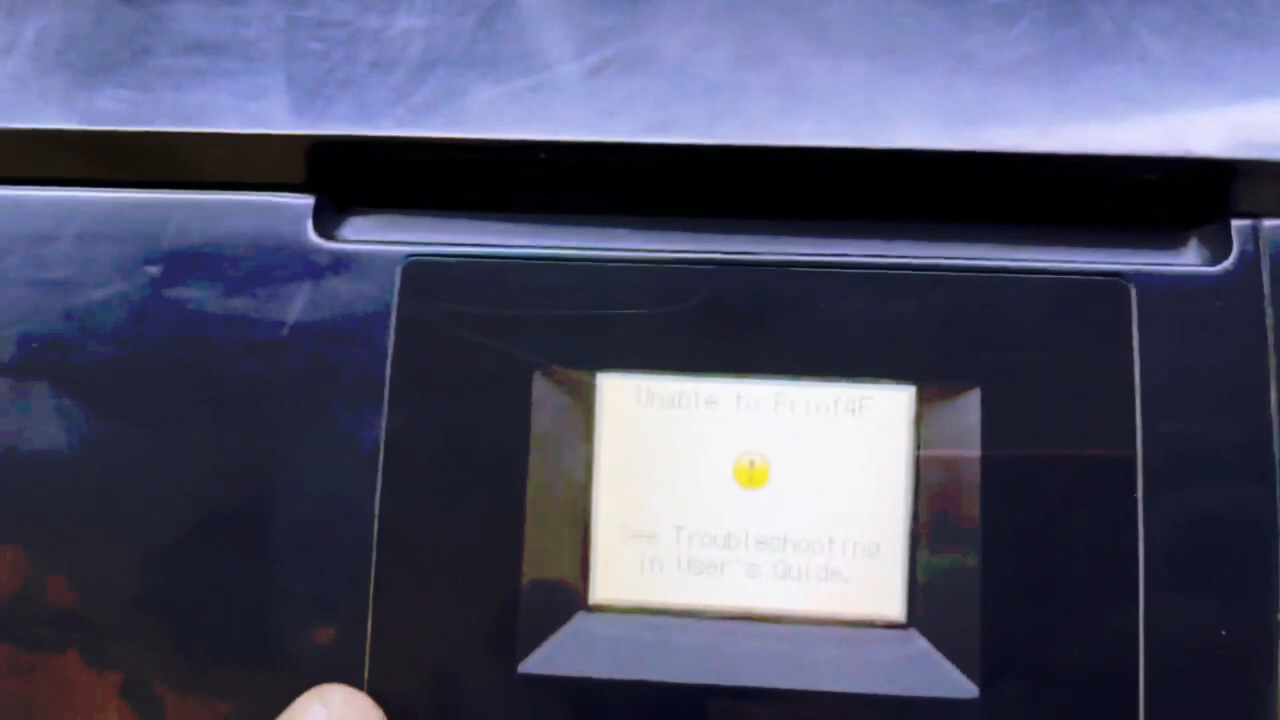 Unable to Print4F
See Troubleshooting
in User's Guide.